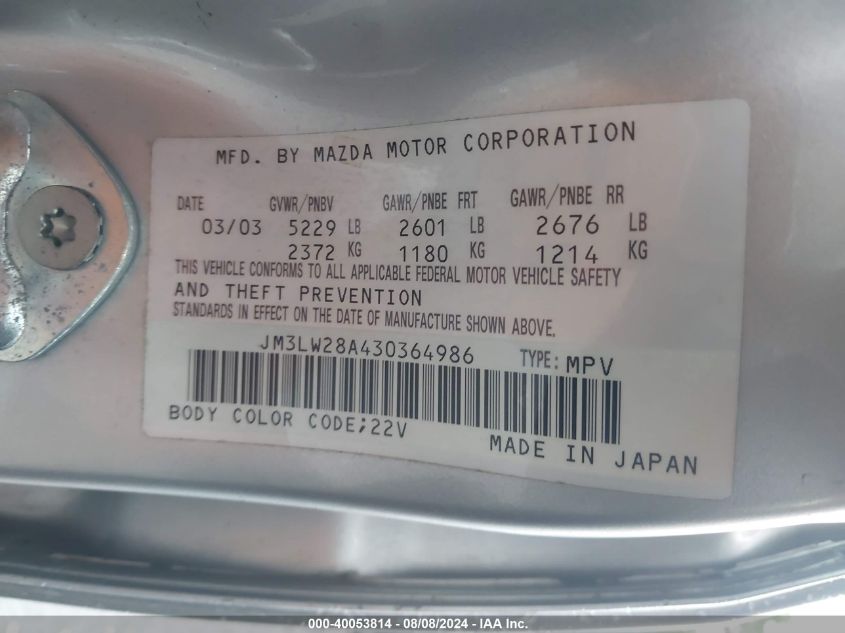 MFD. BY MAZDA MOTOR CORPORATION
DATE GVWR/PNBV GAWR/PNBE FRT GAWR/PNBE RR
03/03 5229 LB 2601 LB 2676 LB
2372 KG 1180 KG 1214 KG
THIS VEHICLE CONFORMS TO ALL APPLICABLE FEDERAL MOTOR VEHICLE SAFETY
AND THEFT PREVENTION
STANDARDS IN EFFECT ON THE DATE OF MANUFACTURE SHOWN ABOVE.
JM3LW28A430364986 TYPE: MPV
BODY COLOR CODE;22V
MADE IN JAPAN
000-40053814 - 08/08/2024 - IAA Inc.